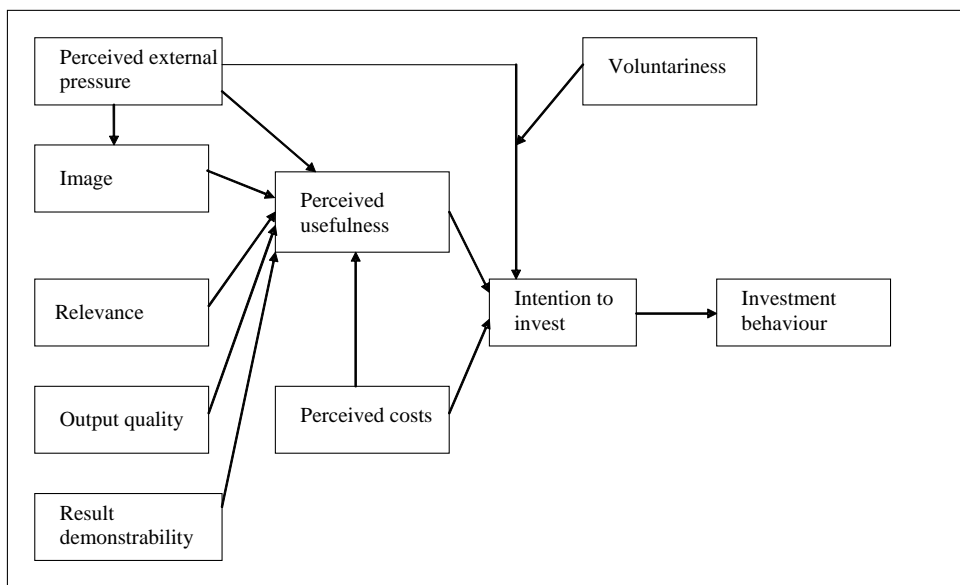 Perceived external
pressure
Voluntariness
Image
Perceived
usefulness
Relevance
Intention to
invest
Investment
behaviour
Output quality
Perceived costs
Result
demonstrability